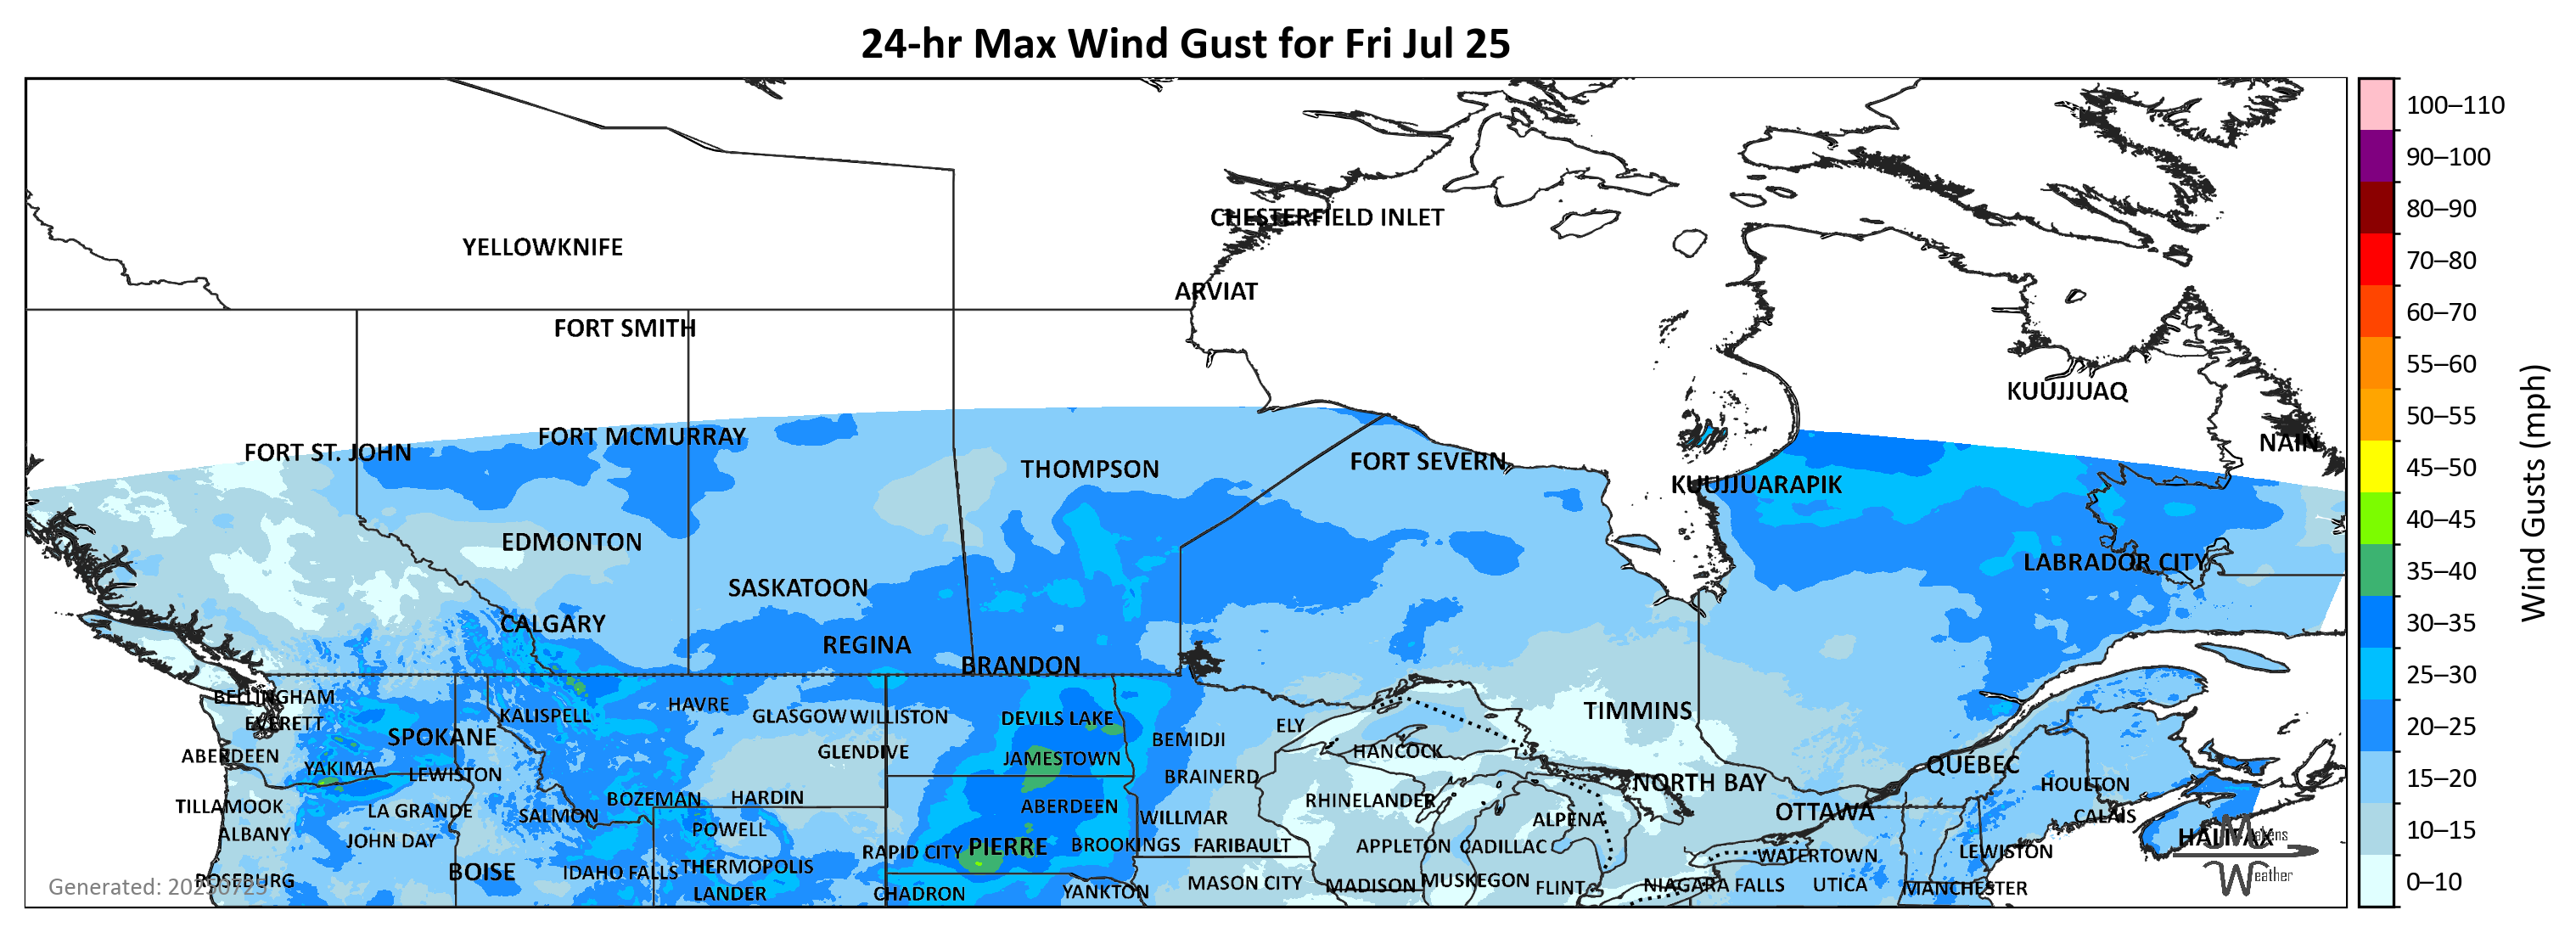 24-hr Max Wind Gust for Fri Jul 25
100–110
90–100
80–90
70–80
60–70
55–60
50–55
45–50
40–45
35–40
30–35
25–30
20–25
15–20
10–15
0–10
Wind Gusts (mph)
CHESTERFIELD INLET
YELLOWKNIFE
ARVIAT
FORT SMITH
KUUJJUAQ
FORT MCMURRAY
NAIN
FORT ST. JOHN
FORT SEVERN
THOMPSON
KUUJJUARAPIK
EDMONTON
LABRADOR CITY
SASKATOON
CALGARY
REGINA
BRANDON
BELLINGHAM
HAVRE
TIMMINS
KALISPELL
GLASGOW
WILLISTON
DEVILS LAKE
EVERETT
ELY
SPOKANE
BEMIDJI
GLENDIVE
HANCOCK
ABERDEEN
JAMESTOWN
QUÉBEC
YAKIMA
LEWISTON
BRAINERD
NORTH BAY
HOULTON
BOZEMAN
HARDIN
RHINELANDER
TILLAMOOK
ABERDEEN
LA GRANDE
OTTAWA
SALMON
CALAIS
WILLMAR
ALPENA
POWELL
ALBANY
HALIFAX
JOHN DAY
BROOKINGS
FARIBAULT
APPLETON
CADILLAC
PIERRE
RAPID CITY
LEWISTON
WATERTOWN
THERMOPOLIS
BOISE
IDAHO FALLS
ROSEBURG
MUSKEGON
MASON CITY
MADISON
FLINT
NIAGARA FALLS
UTICA
MANCHESTER
LANDER
CHADRON
YANKTON
Generated: 20250725
Makens
Weather